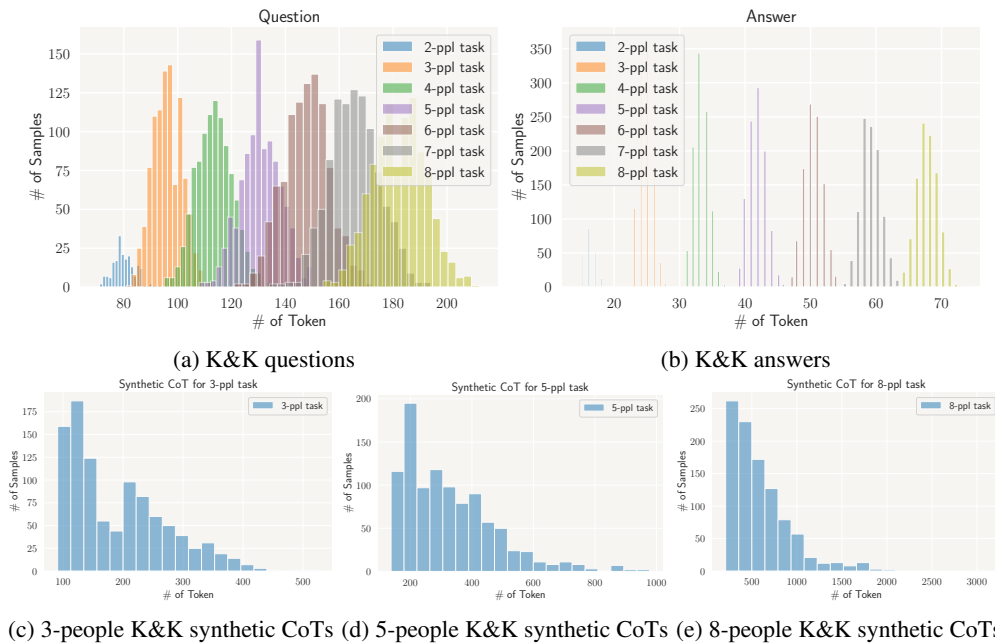 Question
# of Samples
150
125
100
75
50
25
0
2-ppl task
3-ppl task
4-ppl task
5-ppl task
6-ppl task
7-ppl task
8-ppl task
80 100 120 140 160 180 200
# of Token
(a) K&K questions
Answer
# of Samples
350
300
250
200
150
100
50
0
2-ppl task
3-ppl task
4-ppl task
5-ppl task
6-ppl task
7-ppl task
8-ppl task
20 30 40 50 60 70
# of Token
(b) K&K answers
Synthetic CoT for 3-ppl task
# of Samples
175
150
125
100
75
50
25
0
3-ppl task
100 200 300 400 500
# of Token
(c) 3-people K&K synthetic CoTs
Synthetic CoT for 5-ppl task
# of Samples
200
150
100
50
0
5-ppl task
200 400 600 800 1000
# of Token
(d) 5-people K&K synthetic CoTs
Synthetic CoT for 8-ppl task
# of Samples
250
200
150
100
50
0
8-ppl task
500 1000 1500 2000 2500 3000
# of Token
(e) 8-people K&K synthetic CoTs